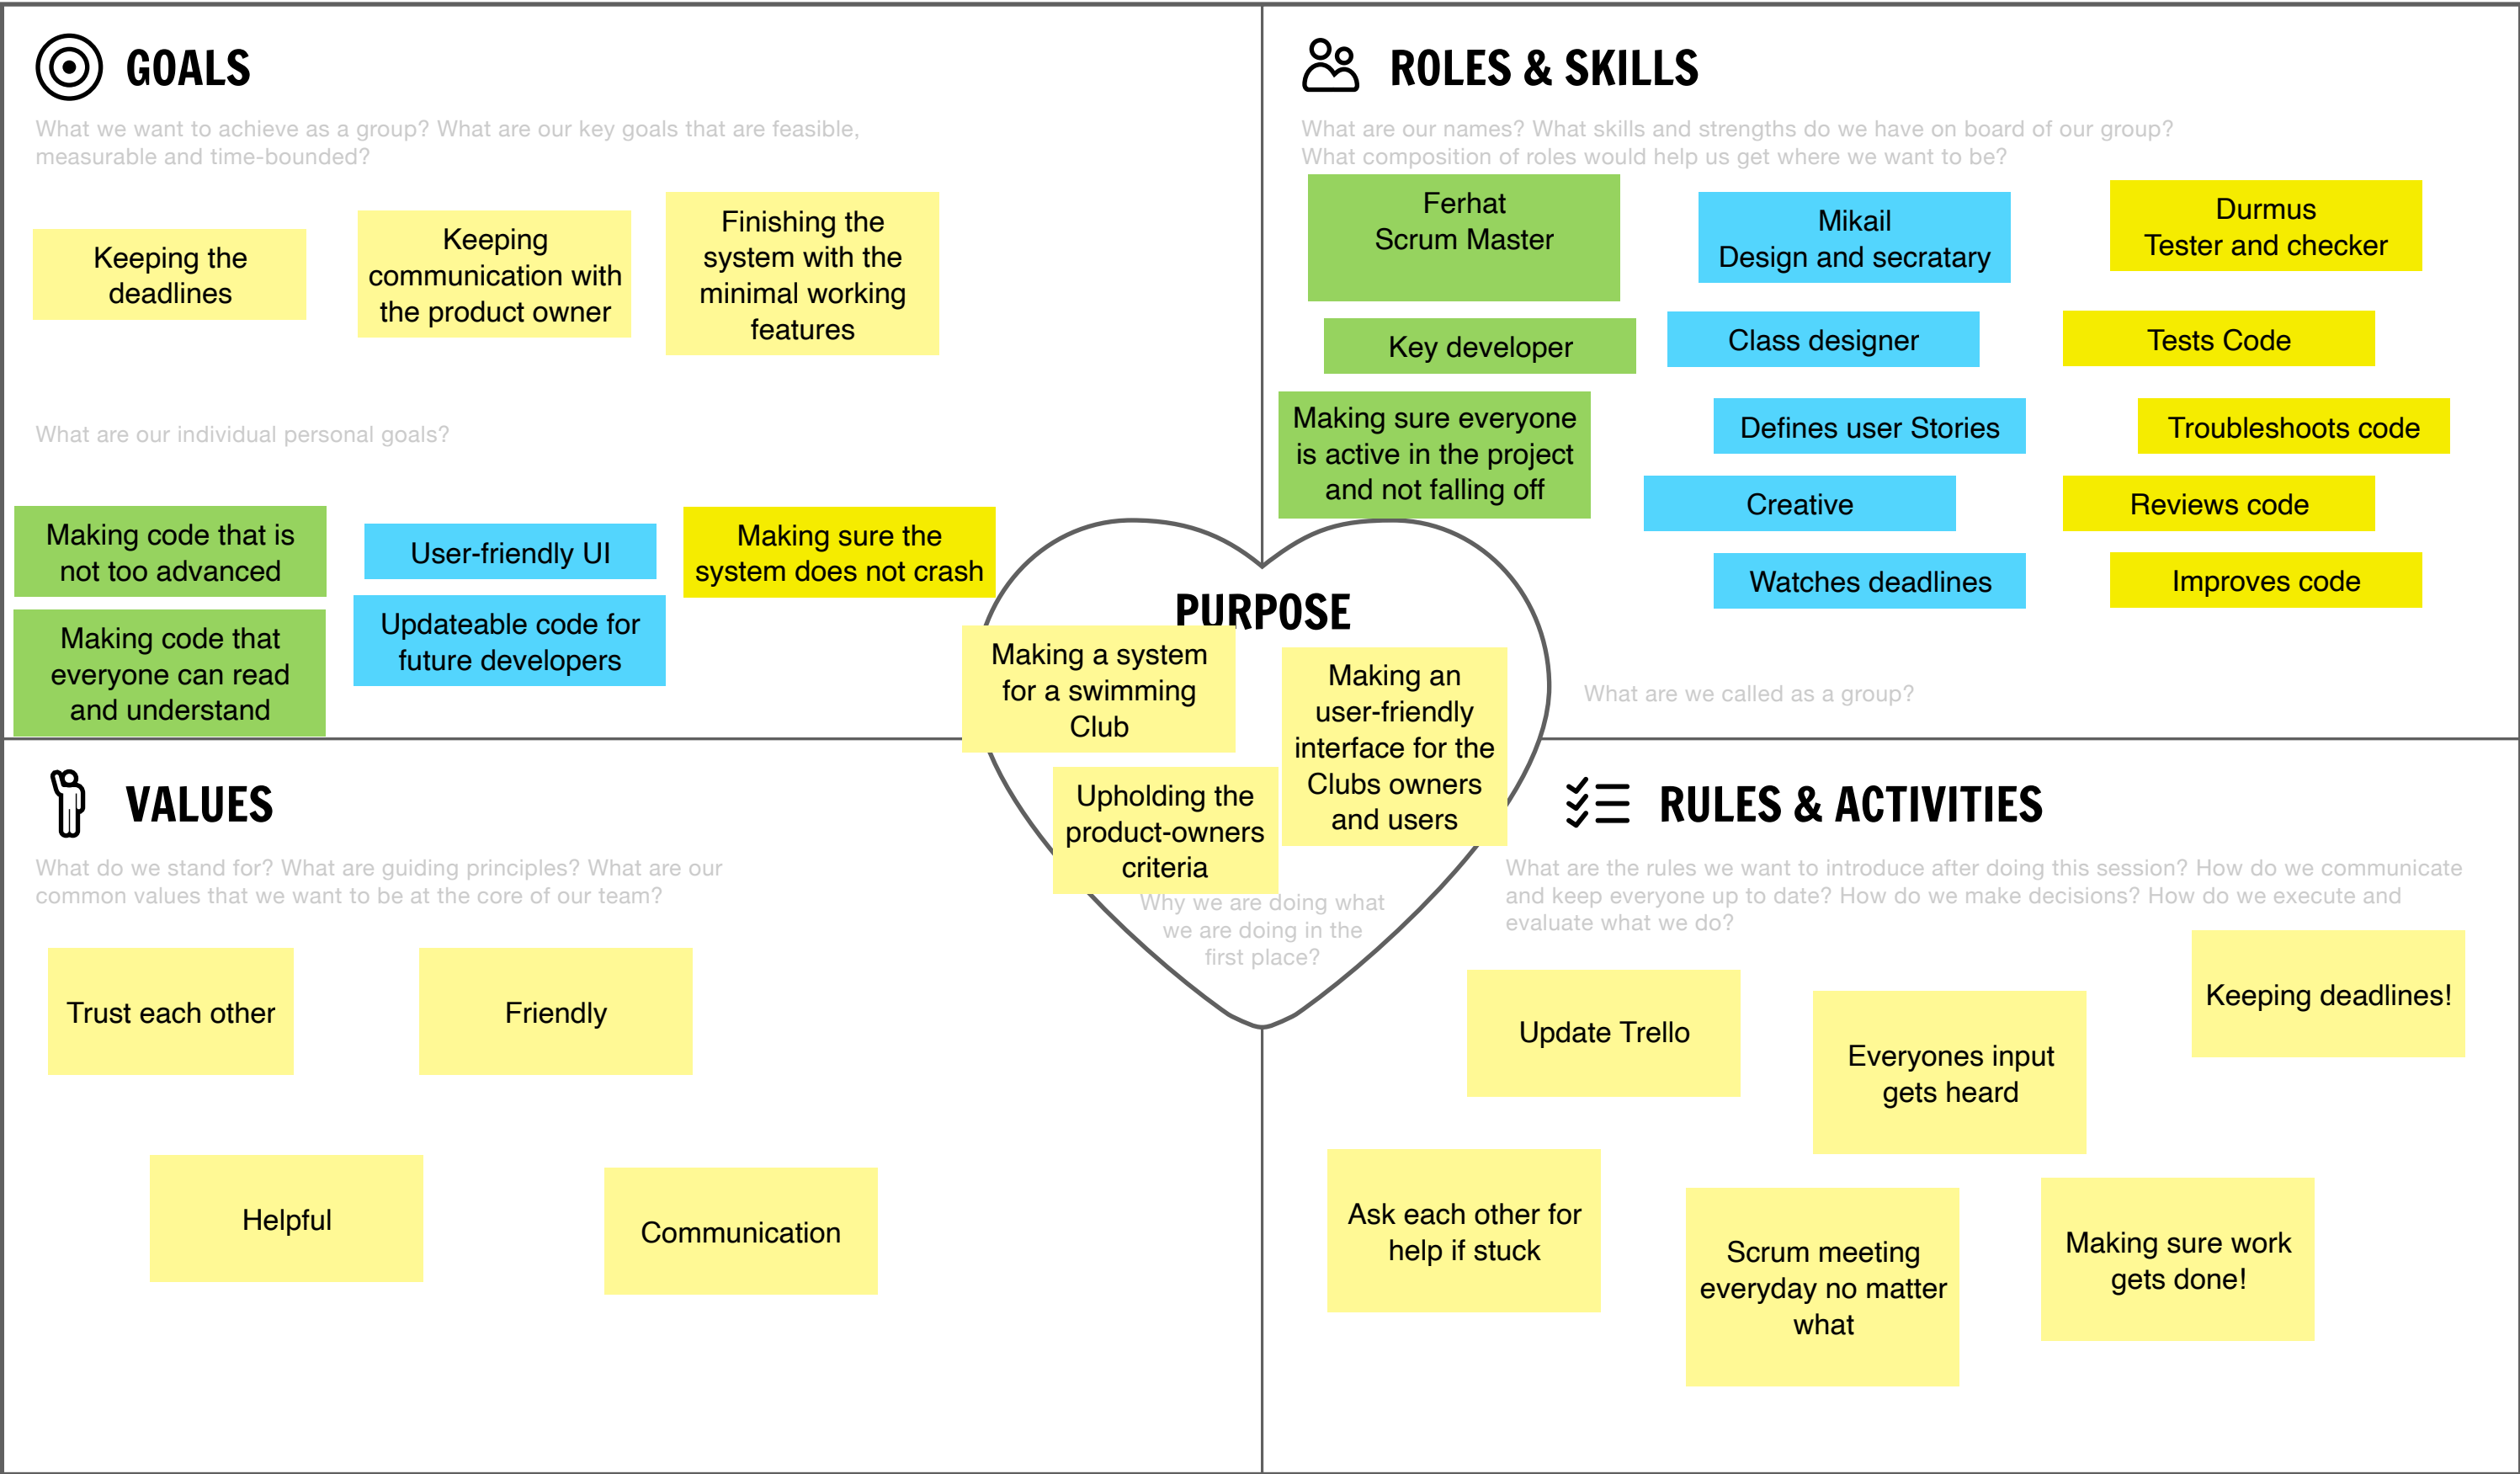 GOALS
What we want to achieve as a group? What are our key goals that are feasible,
measurable and time-bounded?
Keeping the
deadlines
Keeping
communication with
the product owner
Finishing the
system with the
minimal working
features
What are our individual personal goals?
Making code that is
not too advanced
Making code that
everyone can read
and understand
User-friendly UI
Updateable code for
future developers
Making sure the
system does not crash
ROLES & SKILLS
What are our names? What skills and strengths do we have on board of our group?
What composition of roles would help us get where we want to be?
Ferhat
Scrum Master
Key developer
Making sure everyone
is active in the project
and not falling off
Mikail
Design and secratary
Class designer
Defines user Stories
Creative
Watches deadlines
Durmus
Tester and checker
Tests Code
Troubleshoots code
Reviews code
Improves code
What are we called as a group?
PURPOSE
Making a system
for a swimming
Club
Making an
user-friendly
interface for the
Clubs owners
and users
Upholding the
product-owners
criteria
Why we are doing what
we are doing in the
first place?
VALUES
What do we stand for? What are guiding principles? What are our
common values that we want to be at the core of our team?
Trust each other
Friendly
Helpful
Communication
RULES & ACTIVITIES
What are the rules we want to introduce after doing this session? How do we communicate
and keep everyone up to date? How do we make decisions? How do we execute and
evaluate what we do?
Update Trello
Everyones input
gets heard
Keeping deadlines!
Ask each other for
help if stuck
Scrum meeting
everyday no matter
what
Making sure work
gets done!